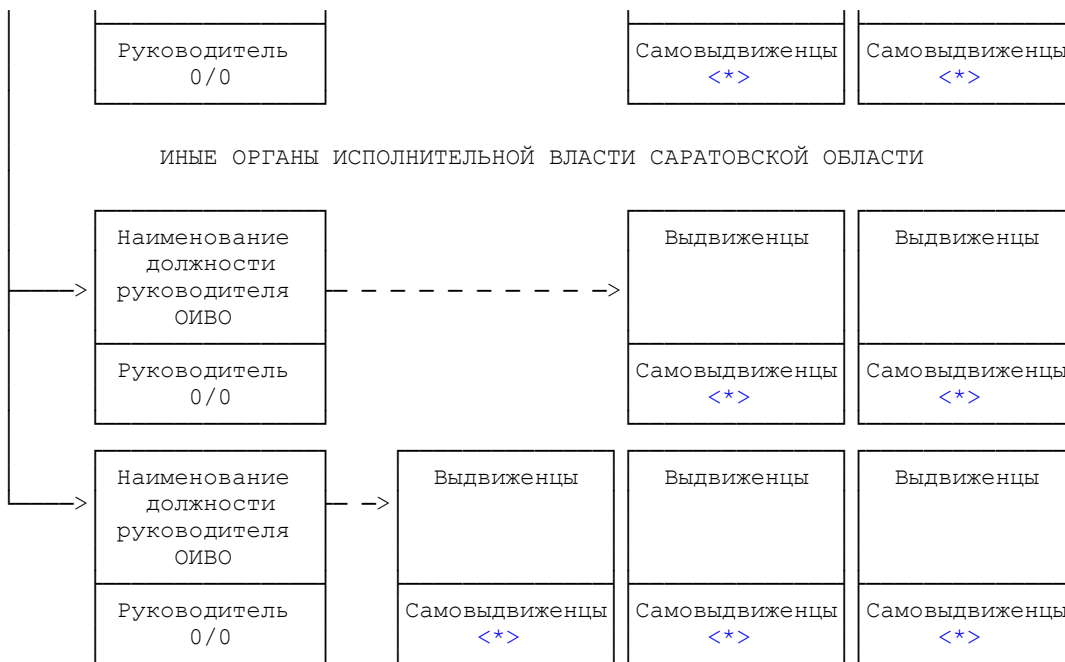 Руководитель Самовыдвиженцы Самовыдвиженцы
0/0 <*> <*>
ИНЫЕ ОРГАНЫ ИСПОЛНИТЕЛЬНОЙ ВЛАСТИ САРАТОВСКОЙ ОБЛАСТИ
Наименование Выдвиженцы Выдвиженцы
должности
руководителя
ОИВО
Руководитель Самовыдвиженцы Самовыдвиженцы
0/0 <*> <*>
Наименование Выдвиженцы Выдвиженцы Выдвиженцы
должности
руководителя
ОИВО
Руководитель Самовыдвиженцы Самовыдвиженцы Самовыдвиженцы
0/0 <*> <*> <*>